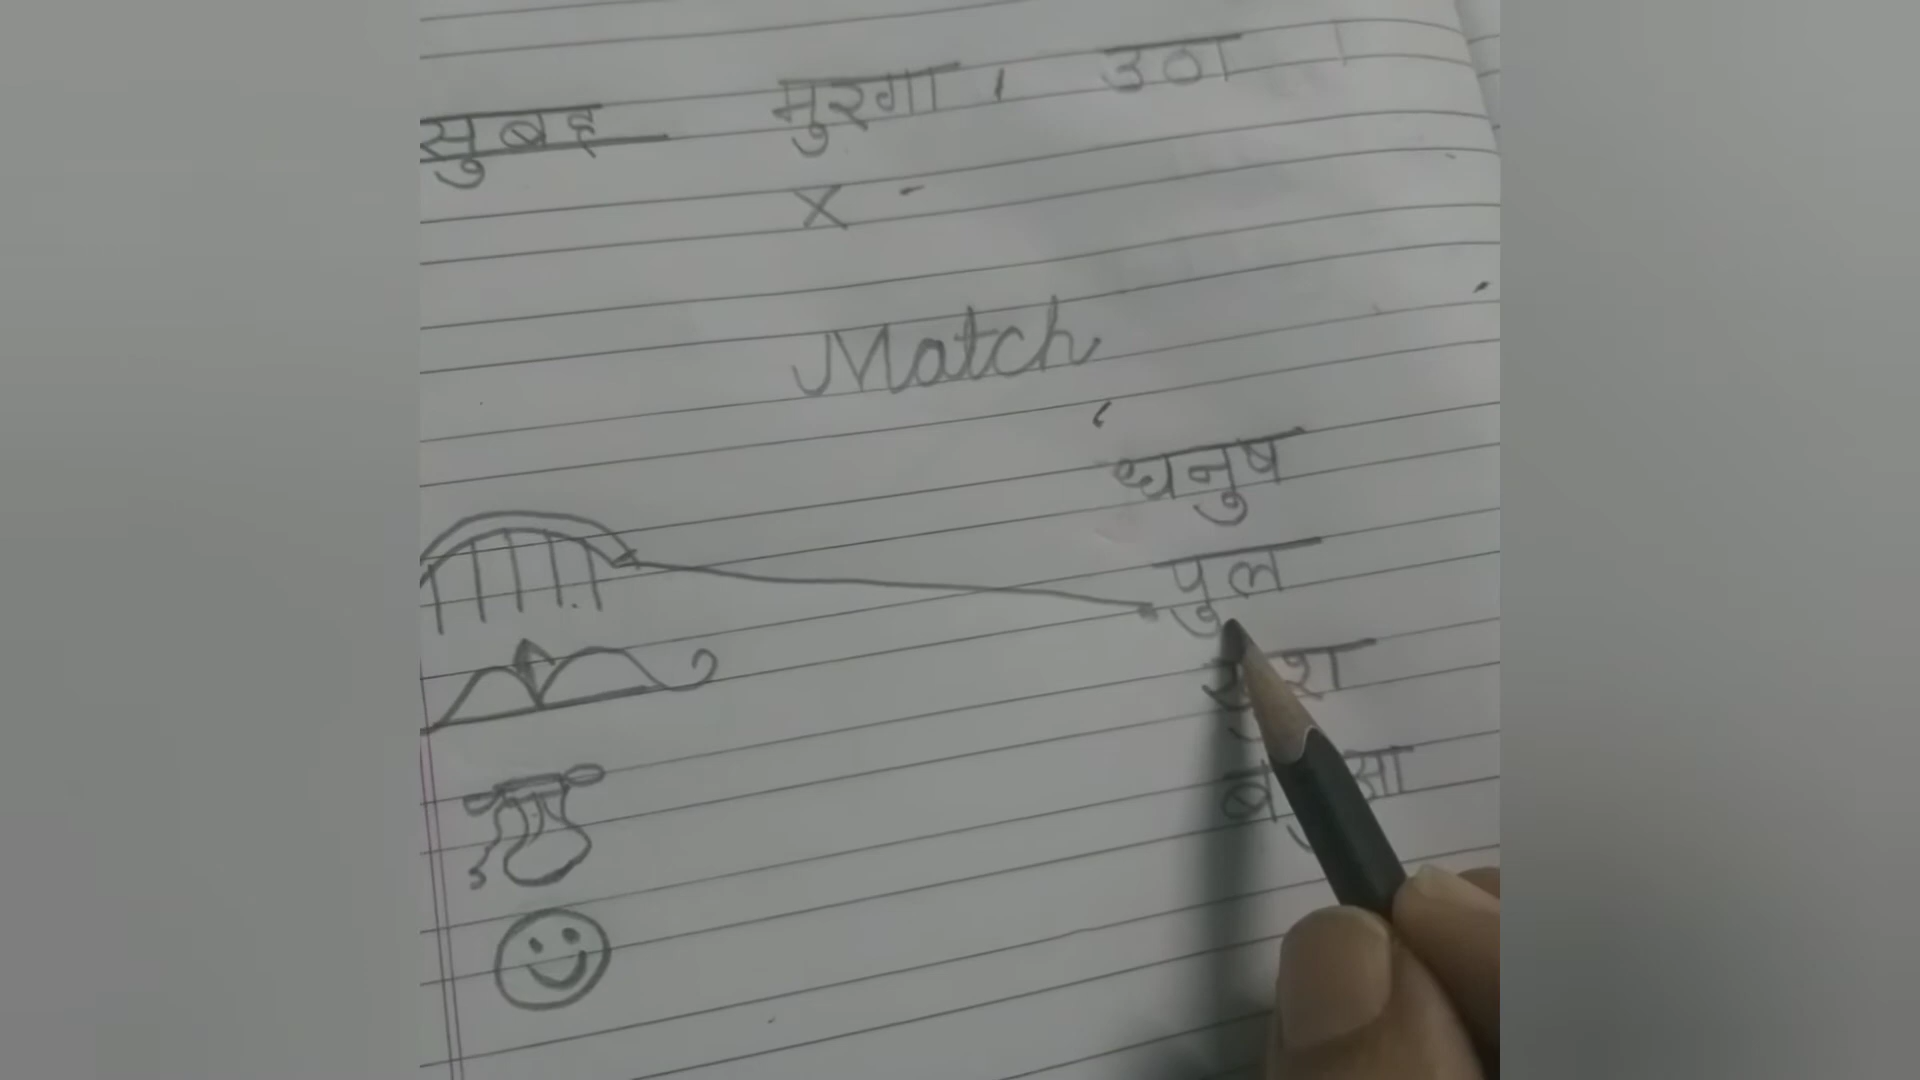 सुबह मुरगा । उठा
x -
Match
धनुष
पुल